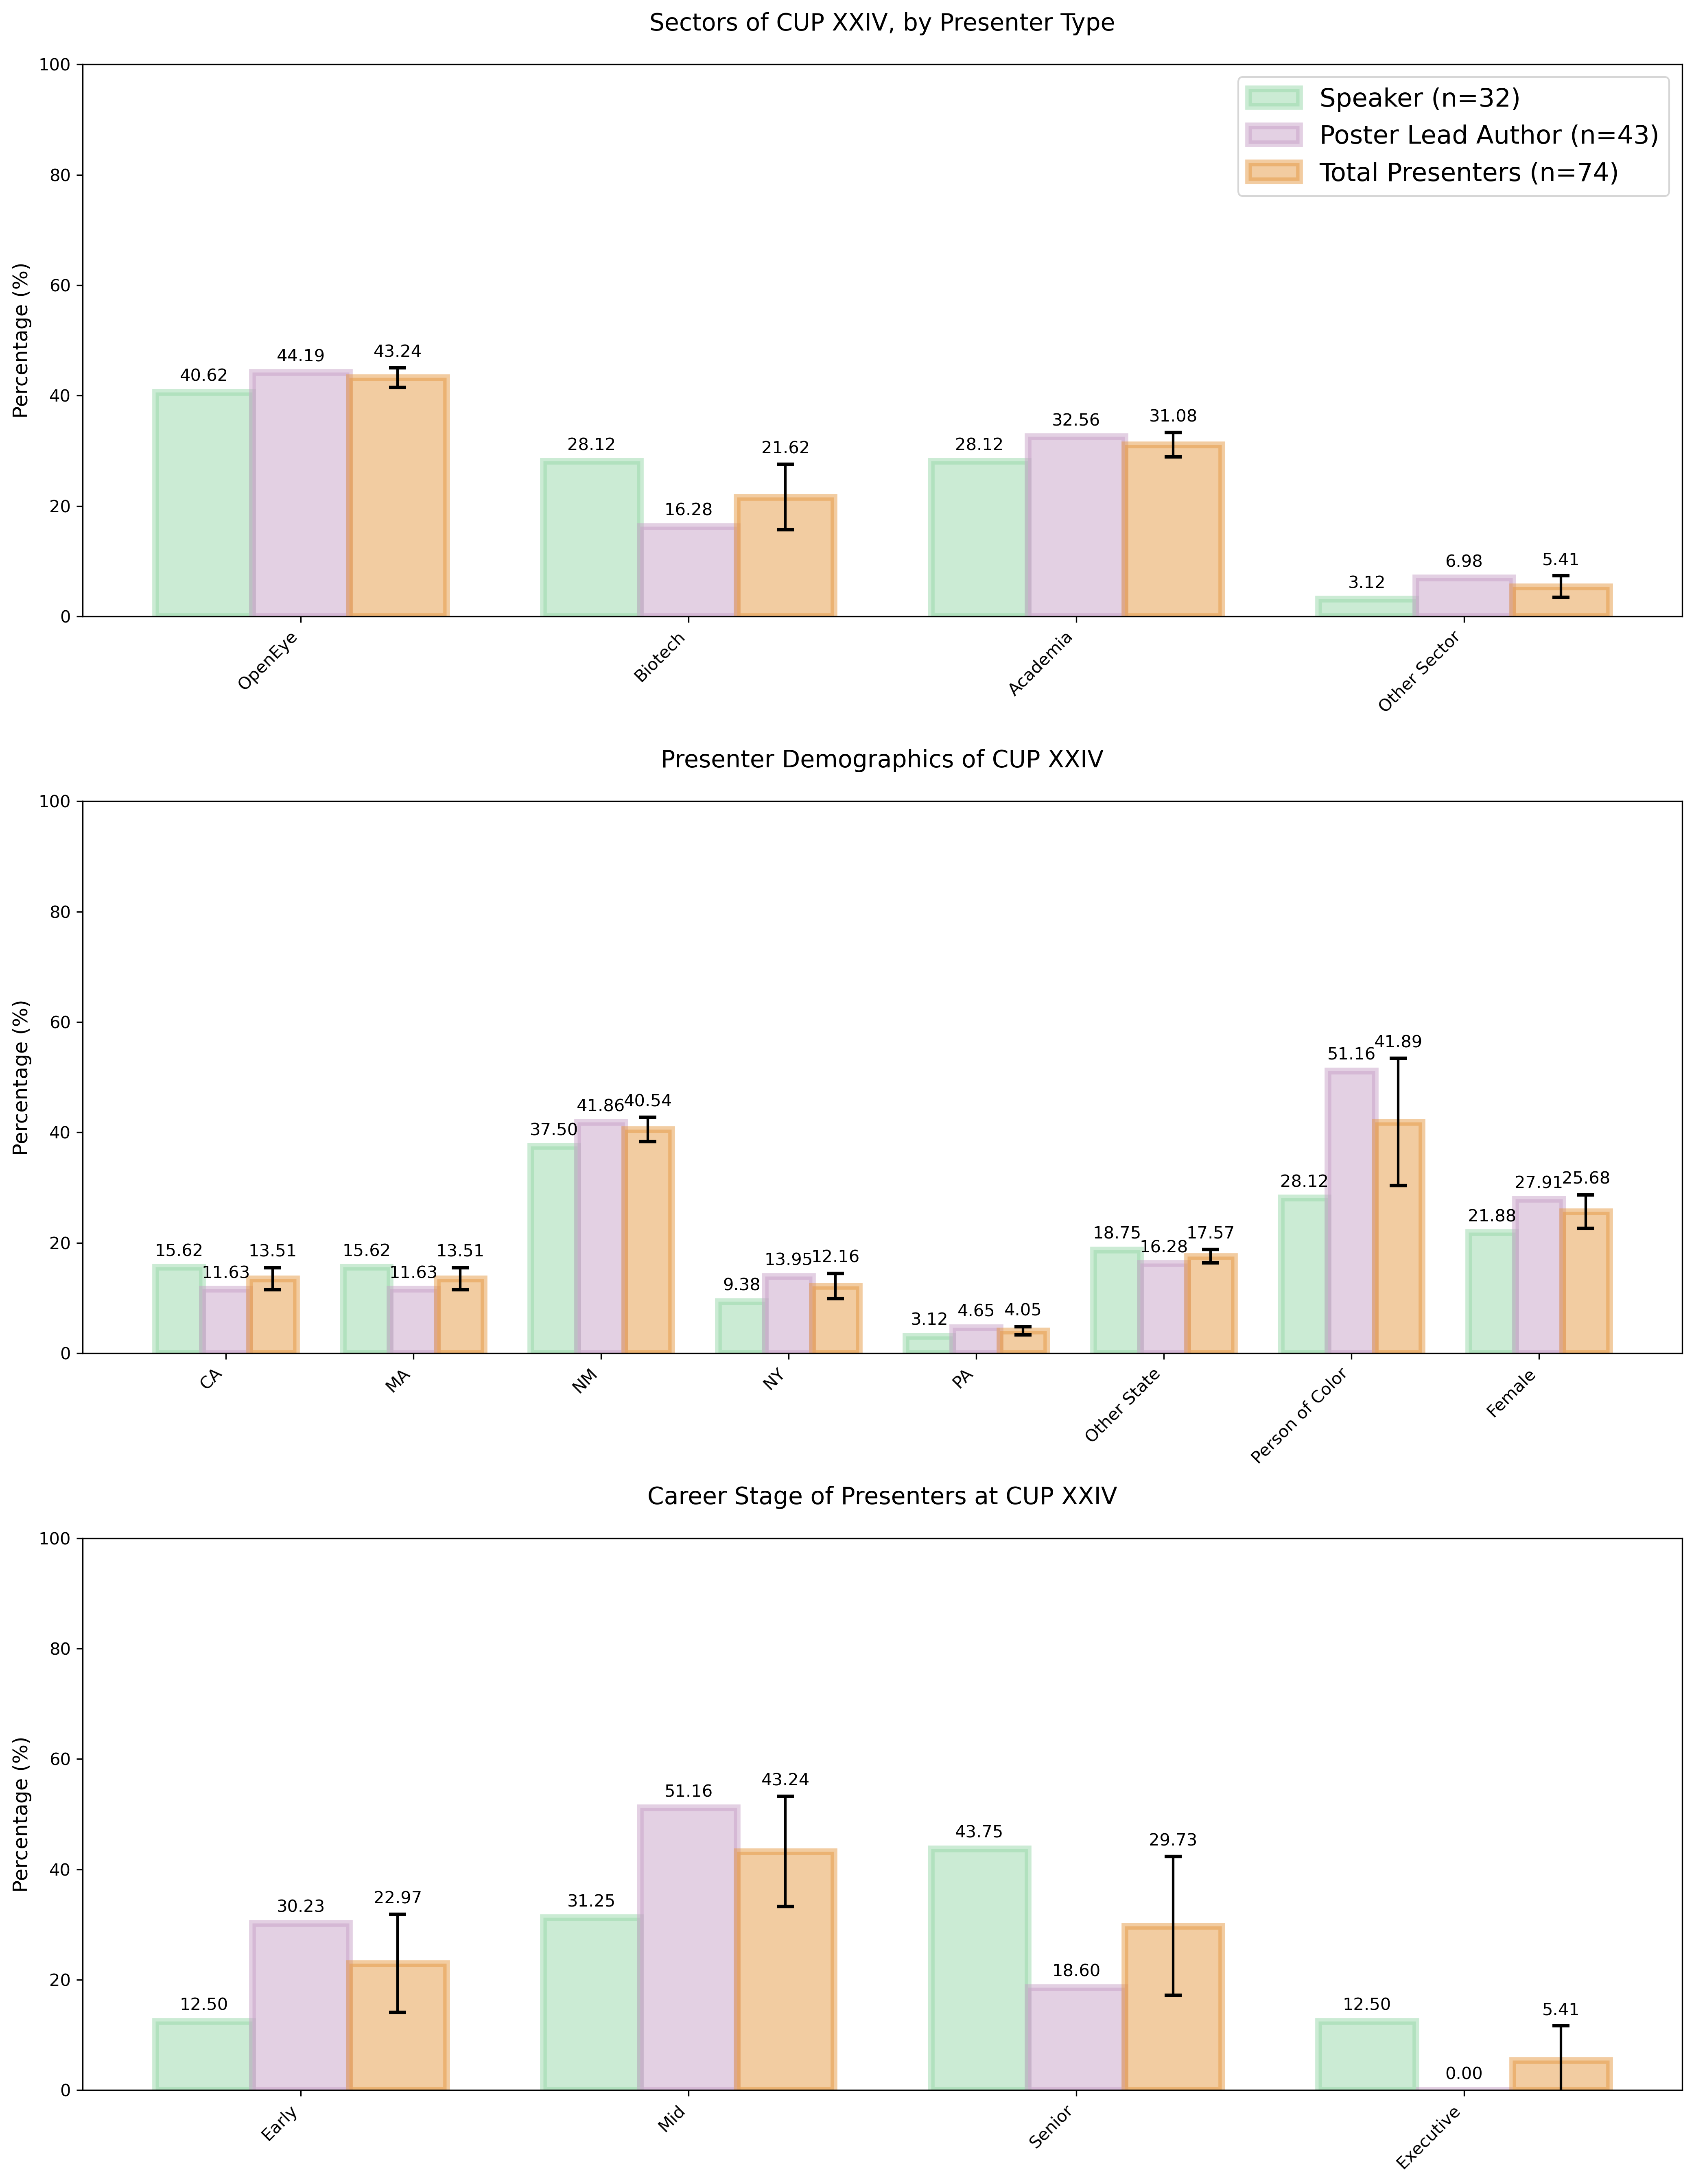 Sectors of CUP XXIV, by Presenter Type
Percentage (%)
100
80
60
40
20
0
Speaker (n=32)
Poster Lead Author (n=43)
Total Presenters (n=74)
40.62
44.19
43.24
28.12
16.28
21.62
28.12
32.56
31.08
3.12
6.98
5.41
OpenEye
Biotech
Academia
Other Sector
Presenter Demographics of CUP XXIV
Percentage (%)
100
80
60
40
20
0
15.62
11.63
13.51
15.62
11.63
13.51
37.50
41.86
40.54
9.38
13.95
12.16
3.12
4.65
4.05
18.75
16.28
17.57
28.12
51.16
41.89
21.88
27.91
25.68
CA
MA
NM
NY
PA
Other State
Person of Color
Female
Career Stage of Presenters at CUP XXIV
Percentage (%)
100
80
60
40
20
0
12.50
30.23
22.97
31.25
51.16
43.24
43.75
18.60
29.73
12.50
0.00
5.41
Early
Mid
Senior
Executive